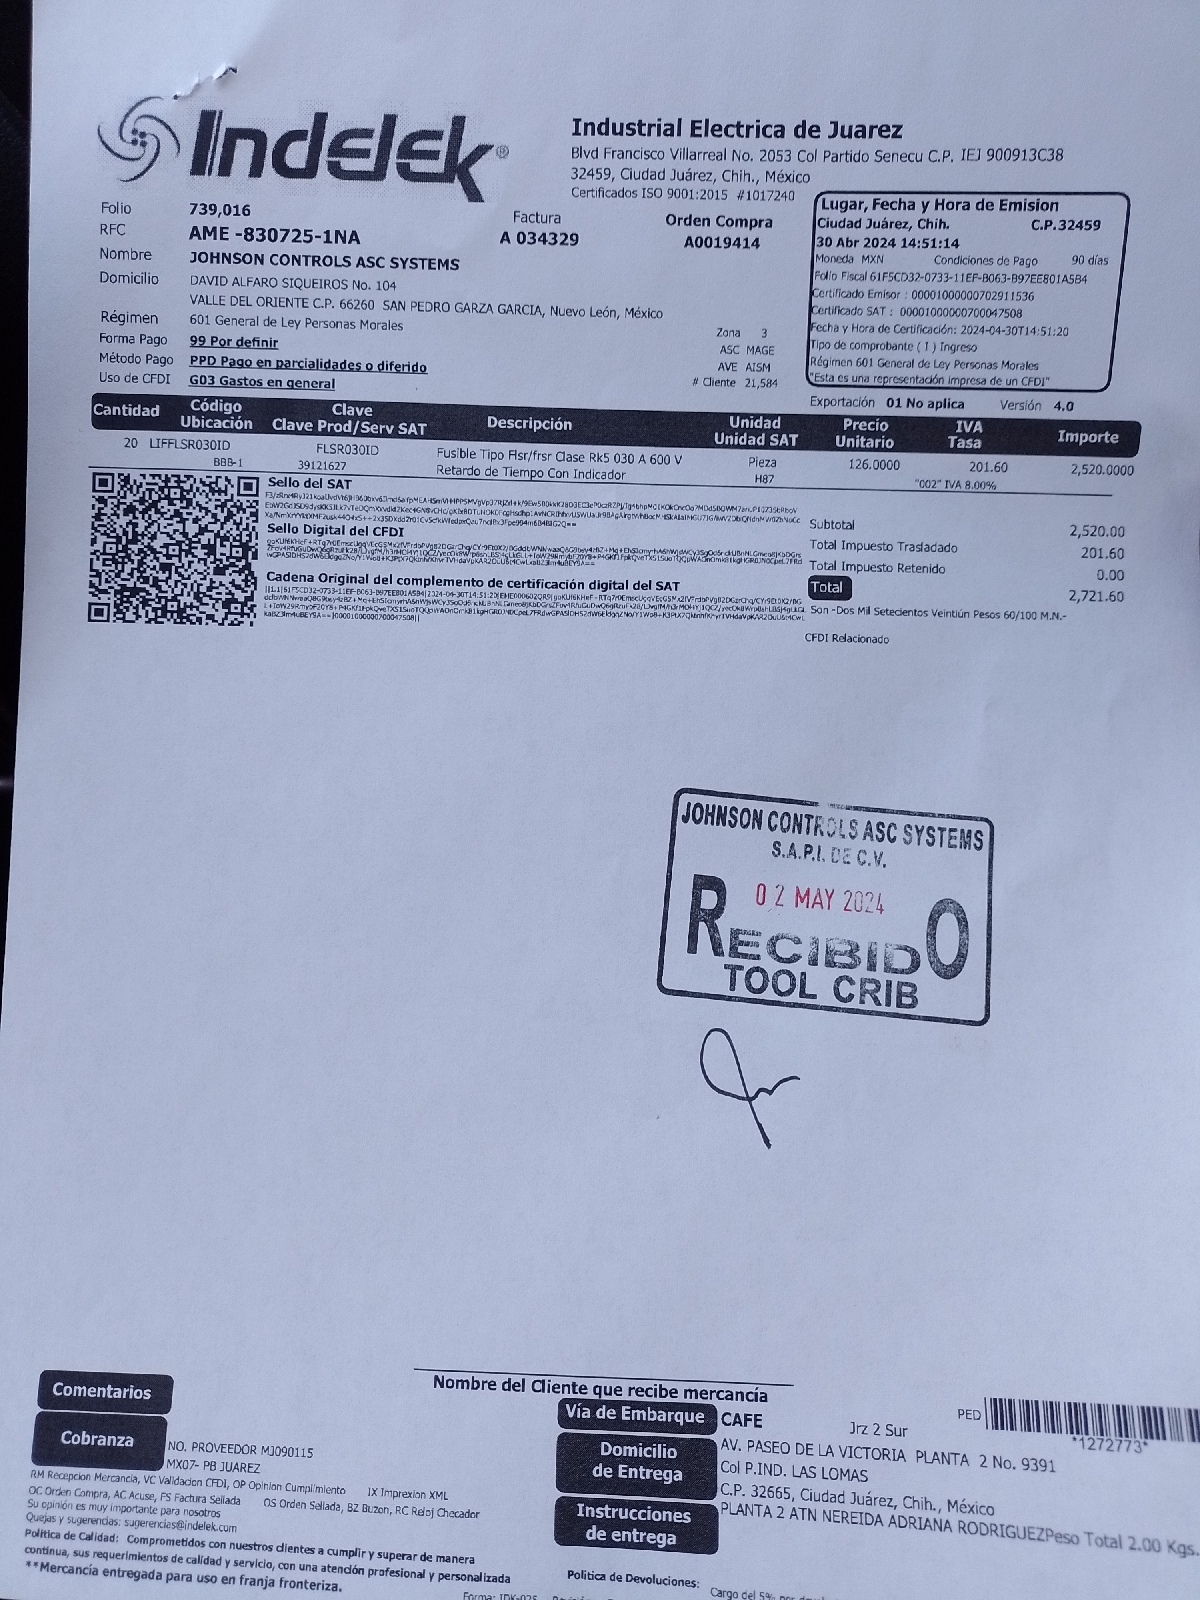 Indelek®
Industrial Electrica de Juarez
Blvd Francisco Villarreal No. 2053 Col Partido Senecu C.P. IEJ 900913C38
32459, Ciudad Juárez, Chih., México
Certificados ISO 9001:2015 #1017240
Folio 739,016
RFC AME -830725-1NA
Factura
A 034329
Orden Compra
A0019414
Nombre JOHNSON CONTROLS ASC SYSTEMS
Domicilio DAVID ALFARO SIQUEIROS No. 104
VALLE DEL ORIENTE C.P. 66260 SAN PEDRO GARZA GARCIA, Nuevo León, México
Régimen 601 General de Ley Personas Morales
Forma Pago 99 Por definir
Método Pago PPD Pago en parcialidades o diferido
Uso de CFDI G03 Gastos en general
Zona 3
ASC MAGE
AVE AISM
# Cliente 21,584
Lugar, Fecha y Hora de Emision
Ciudad Juárez, Chih. C.P.32459
30 Abr 2024 14:51:14
Moneda MXN Condiciones de Pago 90 días
Folio Fiscal 61F5CD32-0733-11EF-B063-B97EE801A5B4
Certificado Emisor : 00001000000702911536
Certificado SAT : 00001000000700047508
Fecha y Hora de Certificación: 2024-04-30T14:51:20
Tipo de comprobante ( I ) Ingreso
Régimen 601 General de Ley Personas Morales
"Esta es una representación impresa de un CFDI"
Exportación 01 No aplica Versión 4.0
Cantidad Código Ubicación Clave Clave Prod/Serv SAT Descripción Unidad Unidad SAT Precio Unitario IVA Tasa Importe
20 LIFFLSR030ID FLSR030ID Fusible Tipo Flsr/frsr Clase Rk5 030 A 600 V Pieza 126.0000 201.60 2,520.0000
BBB-1 39121627 Retardo de Tiempo Con Indicador H87 "002" IVA 8.00%
Sello del SAT
Sello Digital del CFDI
Cadena Original del complemento de certificación digital del SAT
Subtotal 2,520.00
Total Impuesto Trasladado 201.60
Total Impuesto Retenido 0.00
Total 2,721.60
Son -Dos Mil Setecientos Veintiún Pesos 60/100 M.N.-
CFDI Relacionado
JOHNSON CONTROLS ASC SYSTEMS
S.A.P.I. DE C.V.
02 MAY 2024
RECIBIDO
TOOL CRIB
Nombre del Cliente que recibe mercancía
Comentarios
Cobranza
NO. PROVEEDOR MJ090115
MX07- PB JUAREZ
RM Recepcion Mercancia, VC Validacion CFDI, OP Opinion Cumplimiento IX Imprexion XML
OC Orden Compra, AC Acuse, FS Factura Sellada OS Orden Sellada, BZ Buzon, RC Reloj Checador
Su opinión es muy importante para nosotros
Quejas y sugerencias: sugerencias@indelek.com
Politica de Calidad: Comprometidos con nuestros clientes a cumplir y superar de manera
continua, sus requerimientos de calidad y servicio, con una atención profesional y personalizada
**Mercancía entregada para uso en franja fronteriza.
Vía de Embarque CAFE Jrz 2 Sur
PED *1272773*
Domicilio de Entrega
AV. PASEO DE LA VICTORIA PLANTA 2 No. 9391
Col P.IND. LAS LOMAS
C.P. 32665, Ciudad Juárez, Chih., México
Instrucciones de entrega
PLANTA 2 ATN NEREIDA ADRIANA RODRIGUEZ Peso Total 2.00 Kgs.
Politica de Devoluciones: Cargo del 5%